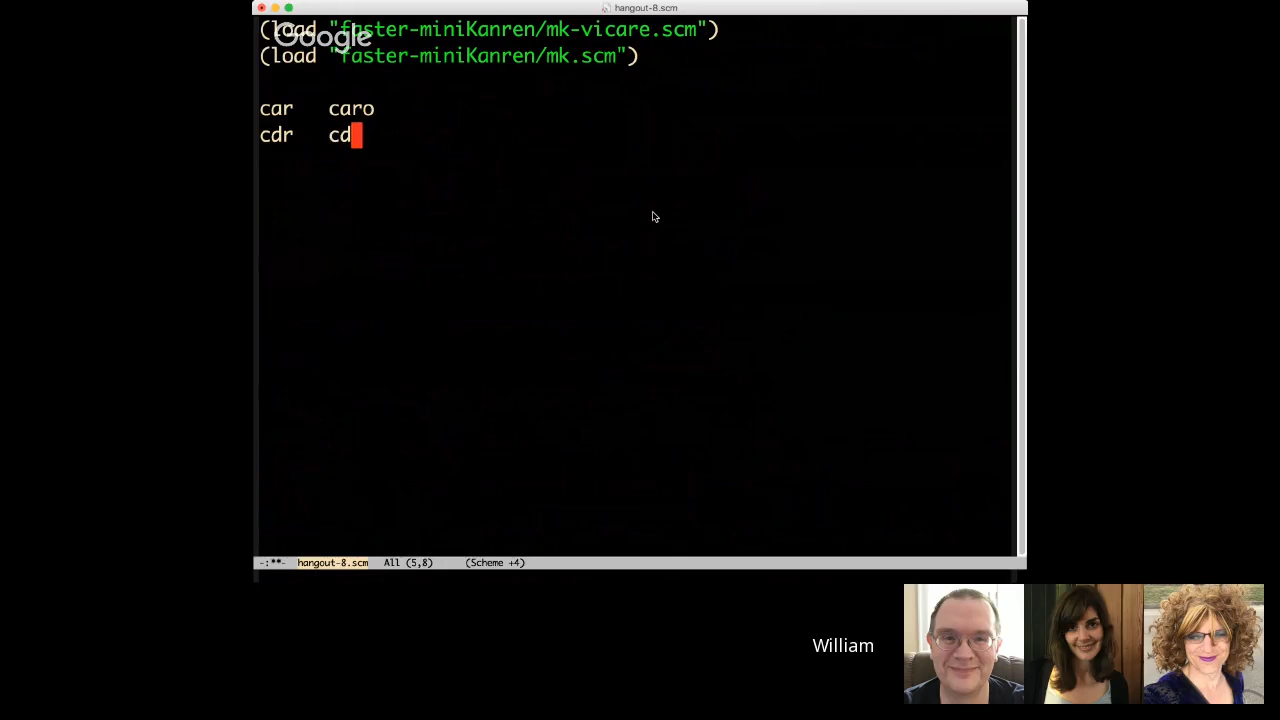 hangout-8.scm
(load "faster-miniKanren/mk-vicare.scm")
Google
(load "faster-miniKanren/mk.scm")
car caro
cdr cd
-:**- hangout-8.scm All (5,8) (Scheme +4)
William